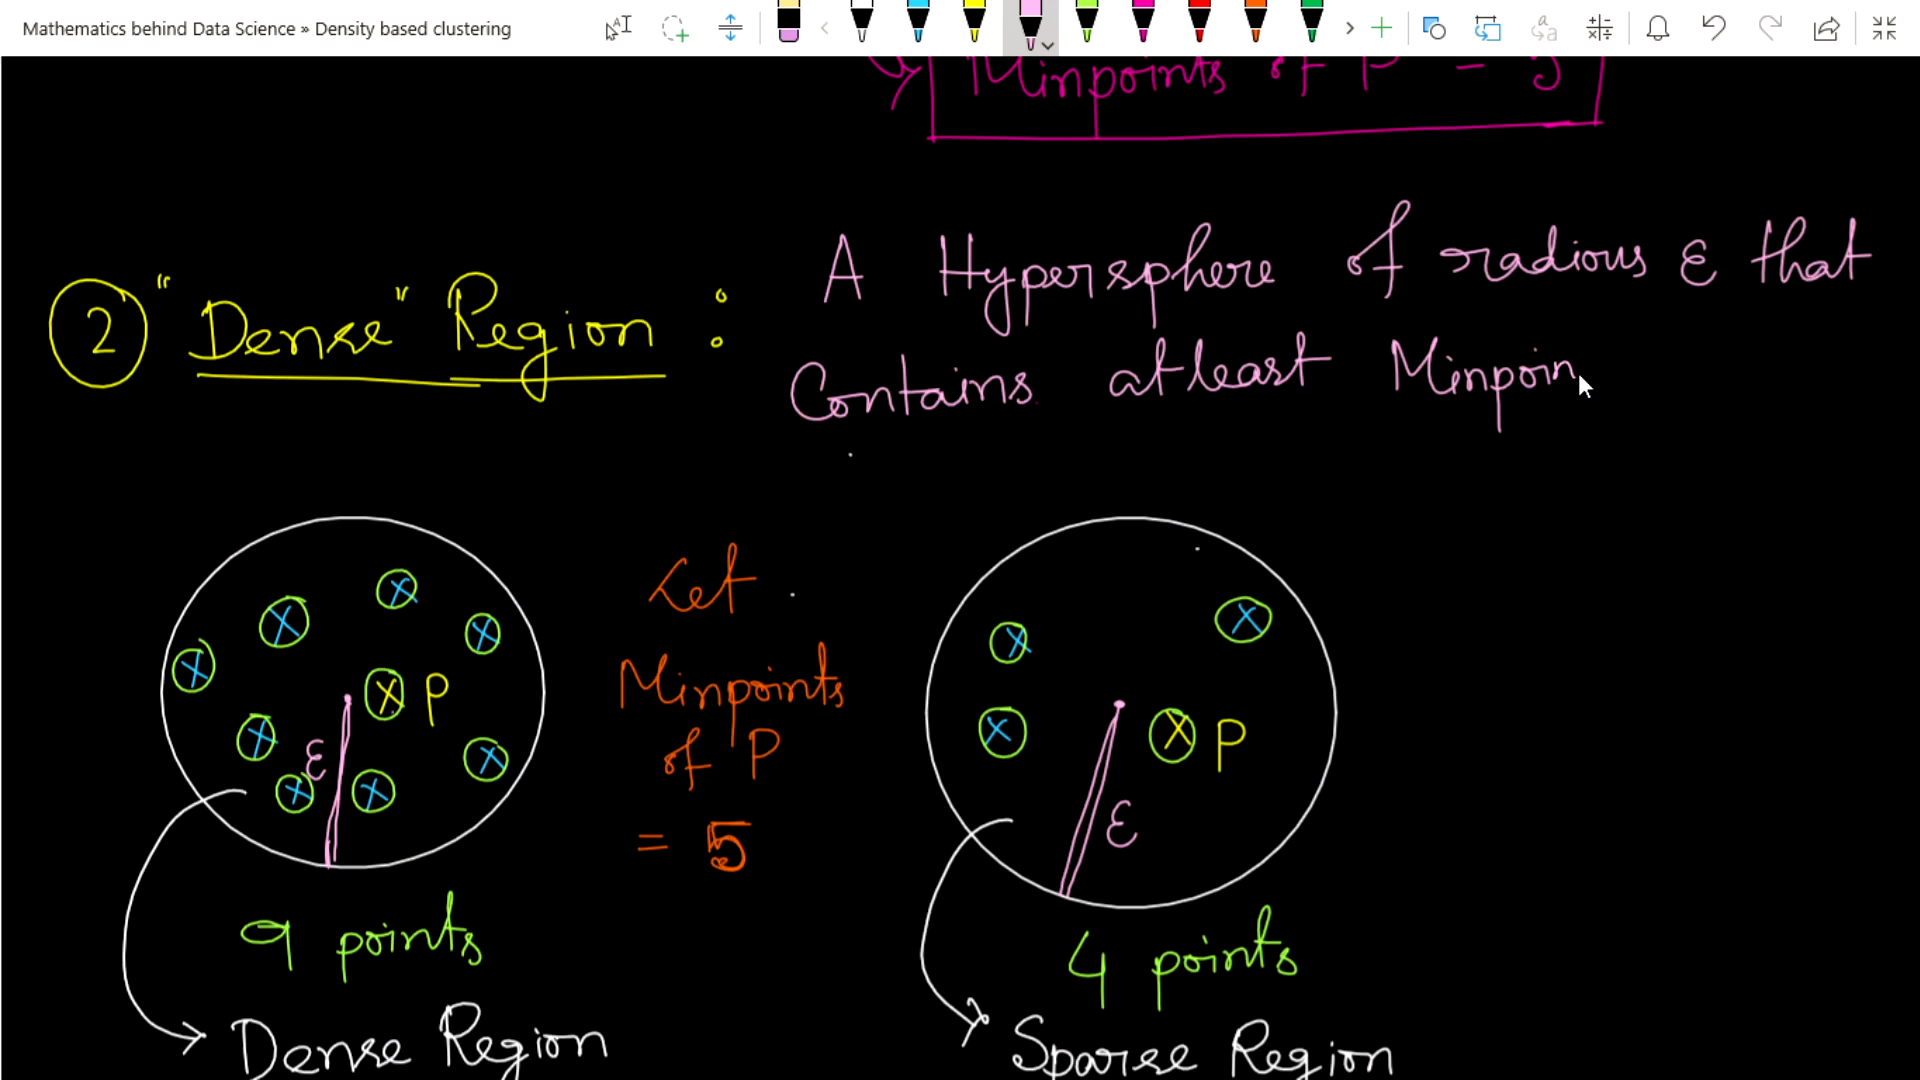 Mathematics behind Data Science » Density based clustering
Minpoints of P = 5
② "Dense" Region :
A Hypersphere of radious ε that
Contains atleast Minpoin
P
ε
9 points
Dense Region
Let
Minpoints
of P
= 5
P
ε
4 points
Sparse Region